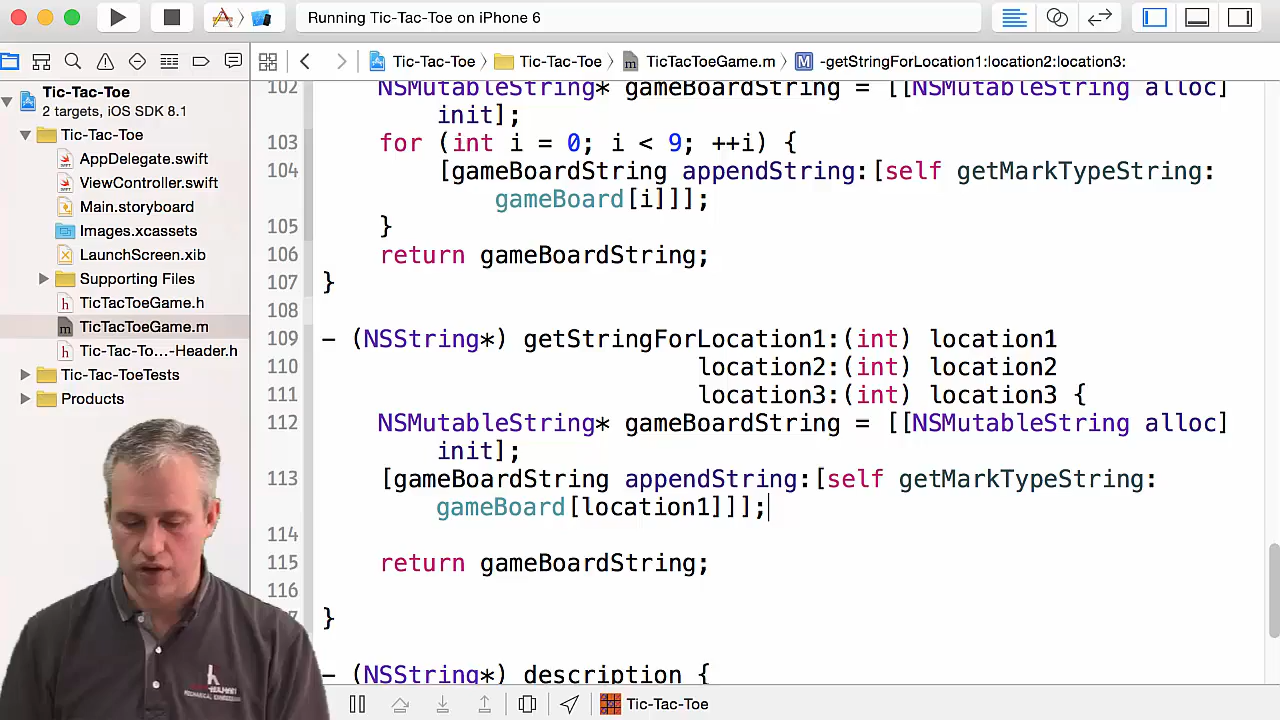 Running Tic-Tac-Toe on iPhone 6
Tic-Tac-Toe
Tic-Tac-Toe
TicTacToeGame.m
M
-getStringForLocation1:location2:location3:
Tic-Tac-Toe
2 targets, iOS SDK 8.1
Tic-Tac-Toe
AppDelegate.swift
ViewController.swift
Main.storyboard
Images.xcassets
LaunchScreen.xib
Supporting Files
h TicTacToeGame.h
m TicTacToeGame.m
h Tic-Tac-To...-Header.h
Tic-Tac-ToeTests
Products
102 NSMutableString* gameBoardString = [[NSMutableString alloc]
init];
103 for (int i = 0; i < 9; ++i) {
104 [gameBoardString appendString:[self getMarkTypeString:
gameBoard[i]]];
105 }
106 return gameBoardString;
107 }
108
109 - (NSString*) getStringForLocation1:(int) location1
110 location2:(int) location2
111 location3:(int) location3 {
112 NSMutableString* gameBoardString = [[NSMutableString alloc]
init];
113 [gameBoardString appendString:[self getMarkTypeString:
gameBoard[location1]]];
114
115 return gameBoardString;
116
}
- (NSString*) description {
Tic-Tac-Toe